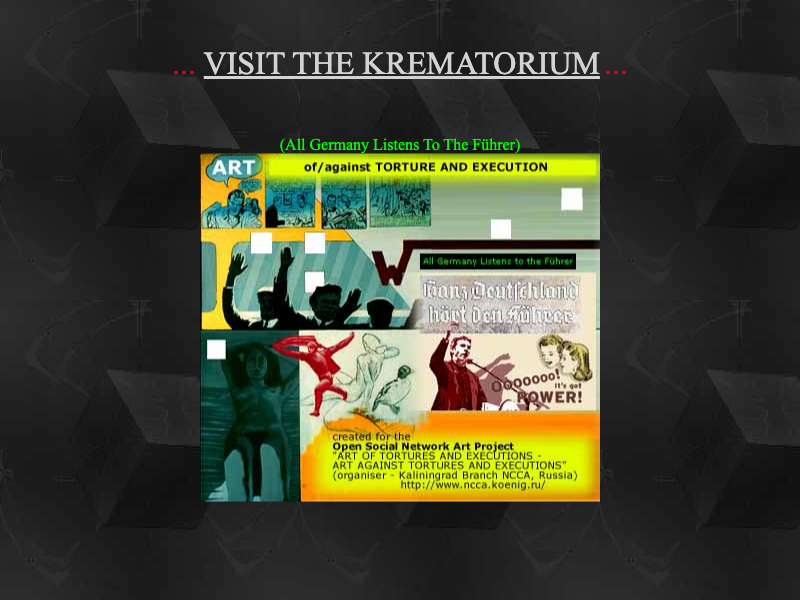 ... VISIT THE KREMATORIUM ...
(All Germany Listens To The Führer)
ART
of/against TORTURE AND EXECUTION
W
All Germany Listens to the Führer
Ganz Deutschland
hört den Führer
OOOOOOO!
It's got
POWER!
created for the
Open Social Network Art Project
"ART OF TORTURES AND EXECUTIONS -
ART AGAINST TORTURES AND EXECUTIONS"
(organiser - Kaliningrad Branch NCCA, Russia)
http://www.ncca.koenig.ru/